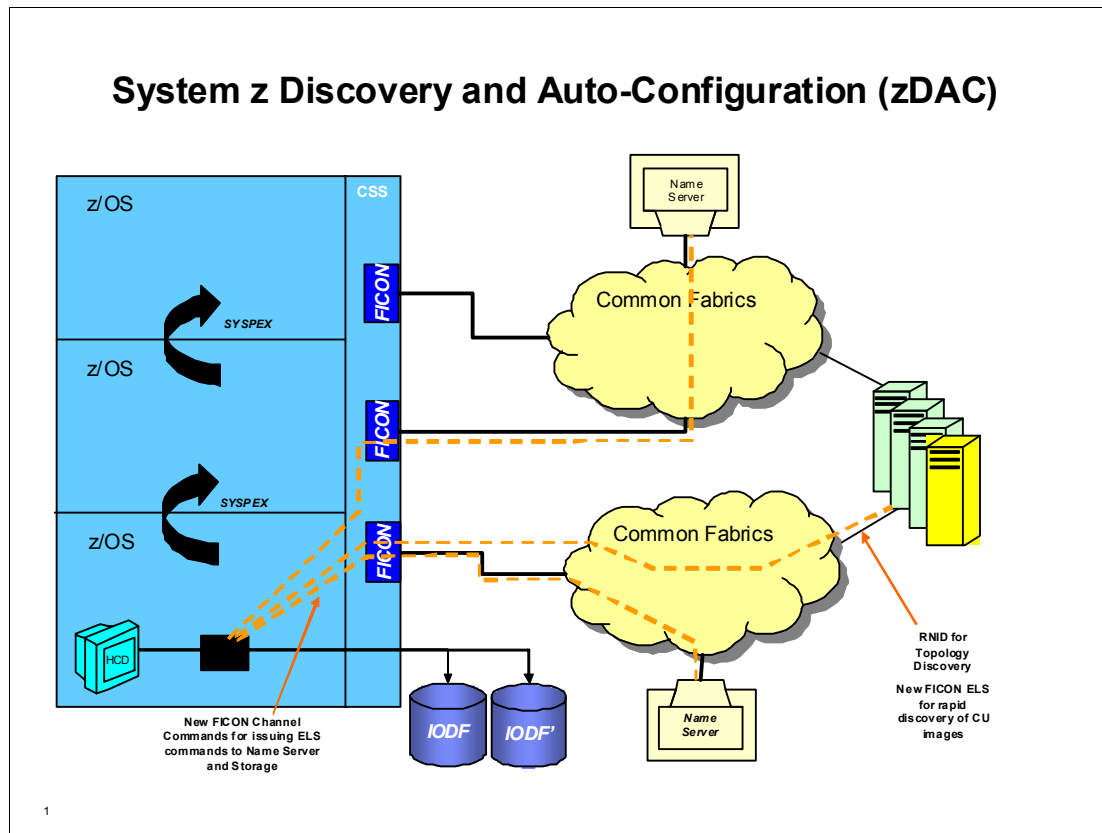 System z Discovery and Auto-Configuration (zDAC)
z/OS
CSS
Name
Server
FICON
Common Fabrics
SYSPEX
z/OS
FICON
SYSPEX
z/OS
FICON
Common Fabrics
HCD
RNID for
Topology
Discovery
New FICON ELS
for rapid
discovery of CU
images
New FICON Channel
Commands for issuing ELS
commands to Name Server
and Storage
IODF
IODF'
Name
Server
1